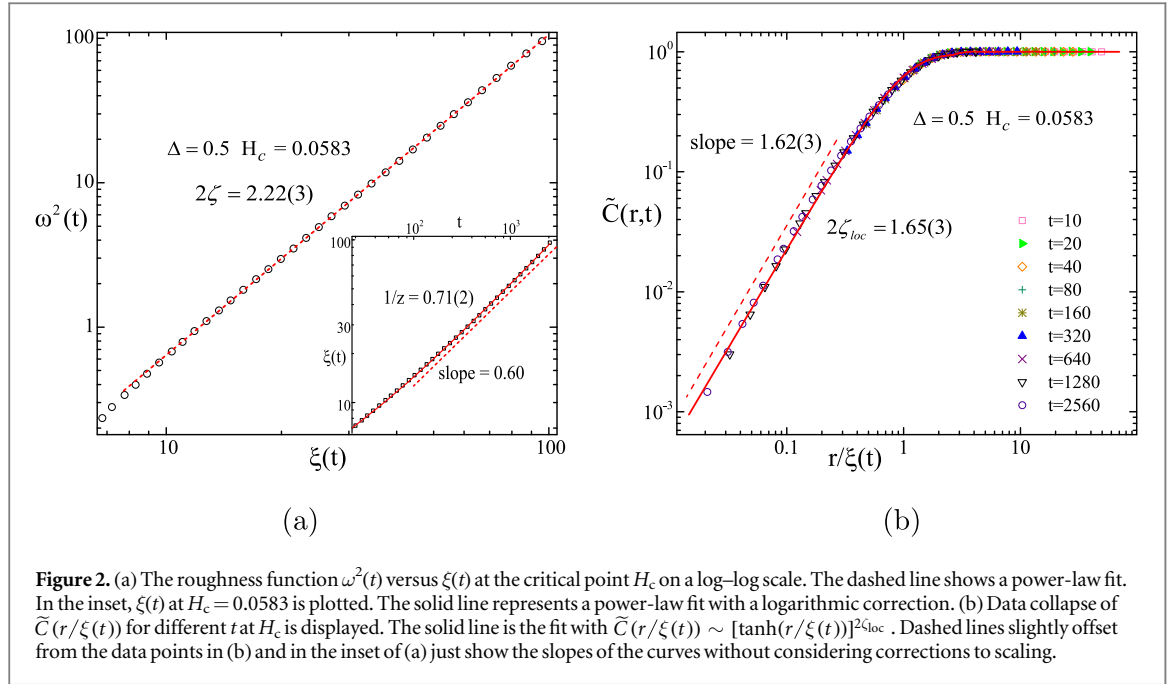 100
10
1
ω²(t)
Δ = 0.5 H_c = 0.0583
2ζ = 2.22(3)
10²
t
10³
100
30
10
ξ(t)
1/z = 0.71(2)
slope = 0.60
10
100
ξ(t)
(a)
10⁰
10⁻¹
10⁻²
10⁻³
C̃(r,t)
slope = 1.62(3)
Δ = 0.5 H_c = 0.0583
2ζ_loc = 1.65(3)
t=10
t=20
t=40
t=80
t=160
t=320
t=640
t=1280
t=2560
0.1
1
10
r/ξ(t)
(b)
Figure 2. (a) The roughness function ω²(t) versus ξ(t) at the critical point H_c on a log–log scale. The dashed line shows a power-law fit.
In the inset, ξ(t) at H_c = 0.0583 is plotted. The solid line represents a power-law fit with a logarithmic correction. (b) Data collapse of
C̃(r/ξ(t)) for different t at H_c is displayed. The solid line is the fit with C̃(r/ξ(t)) ∼ [tanh(r/ξ(t))]^{2ζ_loc} . Dashed lines slightly offset
from the data points in (b) and in the inset of (a) just show the slopes of the curves without considering corrections to scaling.